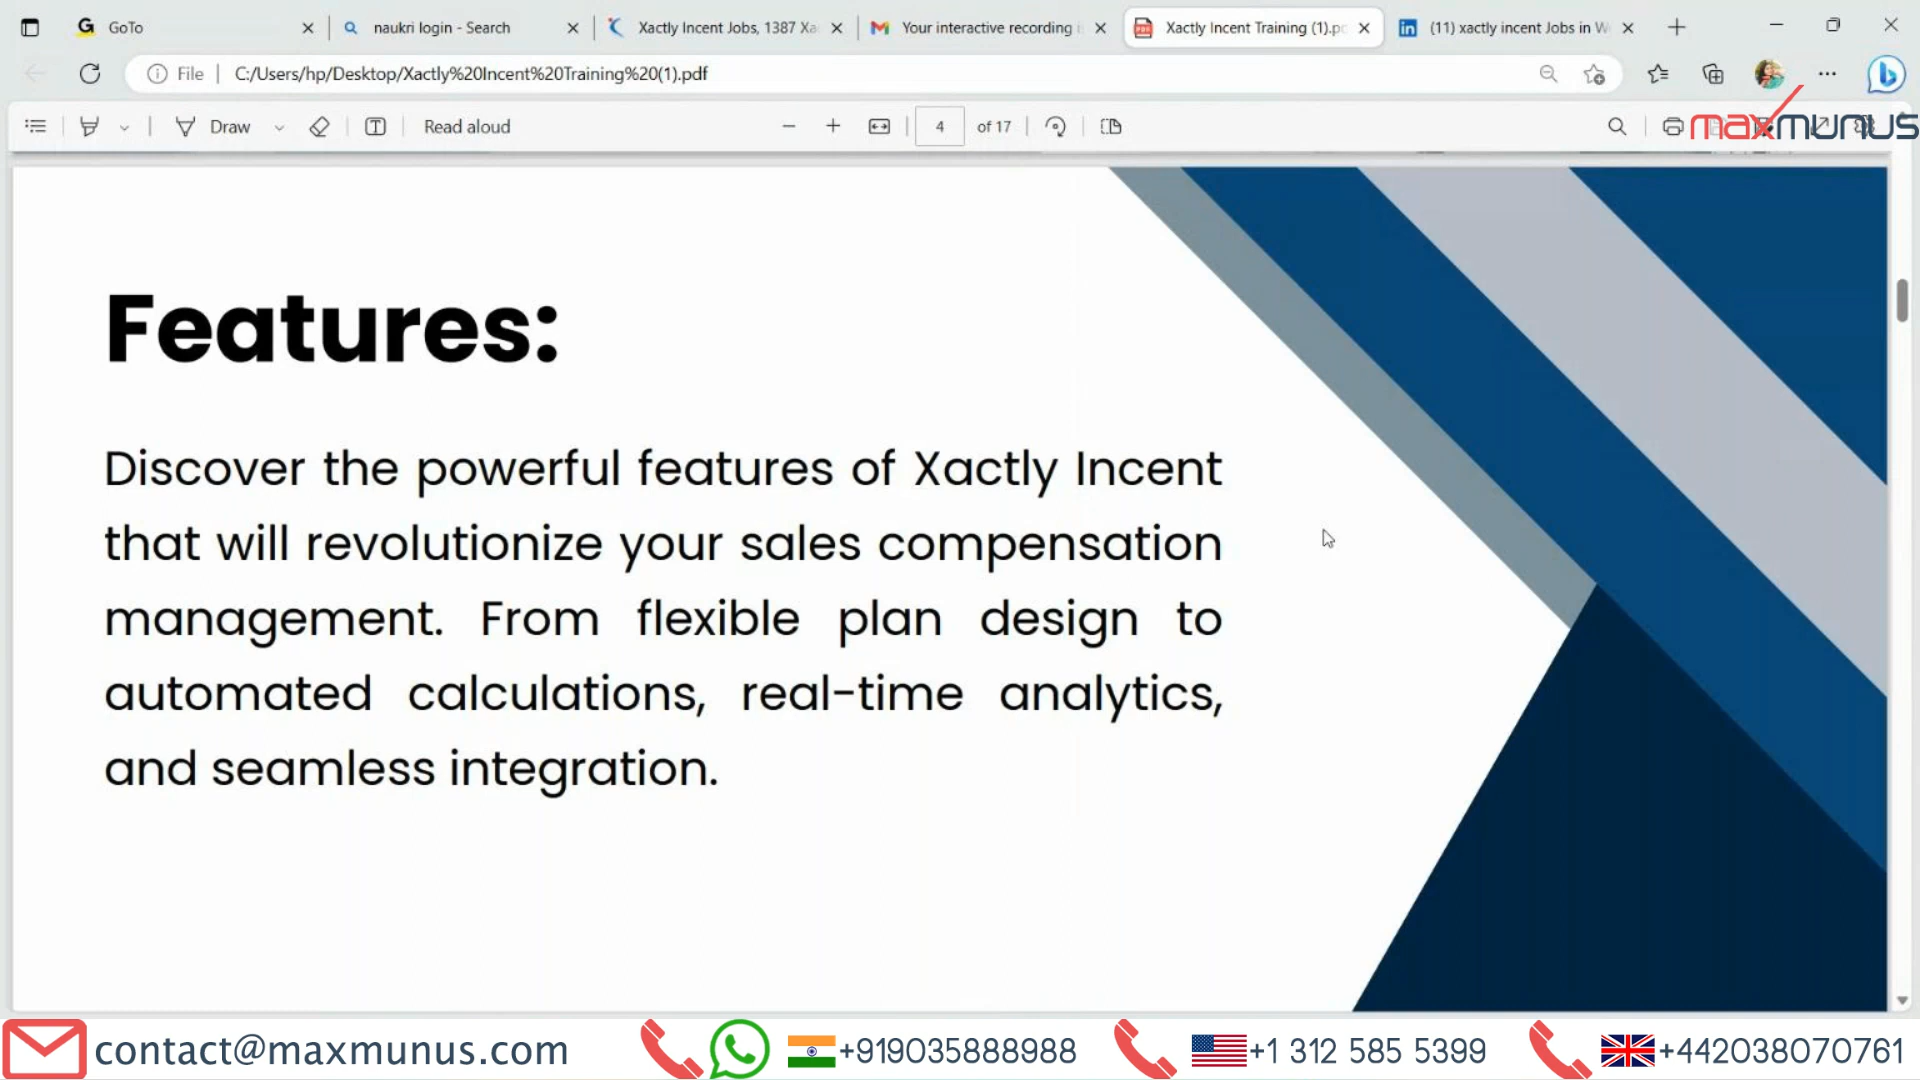 GoTo
naukri login - Search
Xactly Incent Jobs, 1387 Xa
Your interactive recording i
Xactly Incent Training (1).pd
(11) xactly incent Jobs in W
File
C:/Users/hp/Desktop/Xactly%20Incent%20Training%20(1).pdf
Draw
Read aloud
4
of 17
maxmunus
Features:
Discover the powerful features of Xactly Incent
that will revolutionize your sales compensation
management. From flexible plan design to
automated calculations, real-time analytics,
and seamless integration.
contact@maxmunus.com
+919035888988
+1 312 585 5399
+442038070761